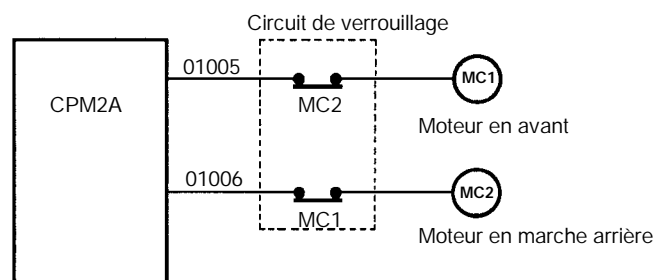 Circuit de verrouillage
01005
MC1
CPM2A
MC2
Moteur en avant
01006
MC2
MC1
Moteur en marche arrière